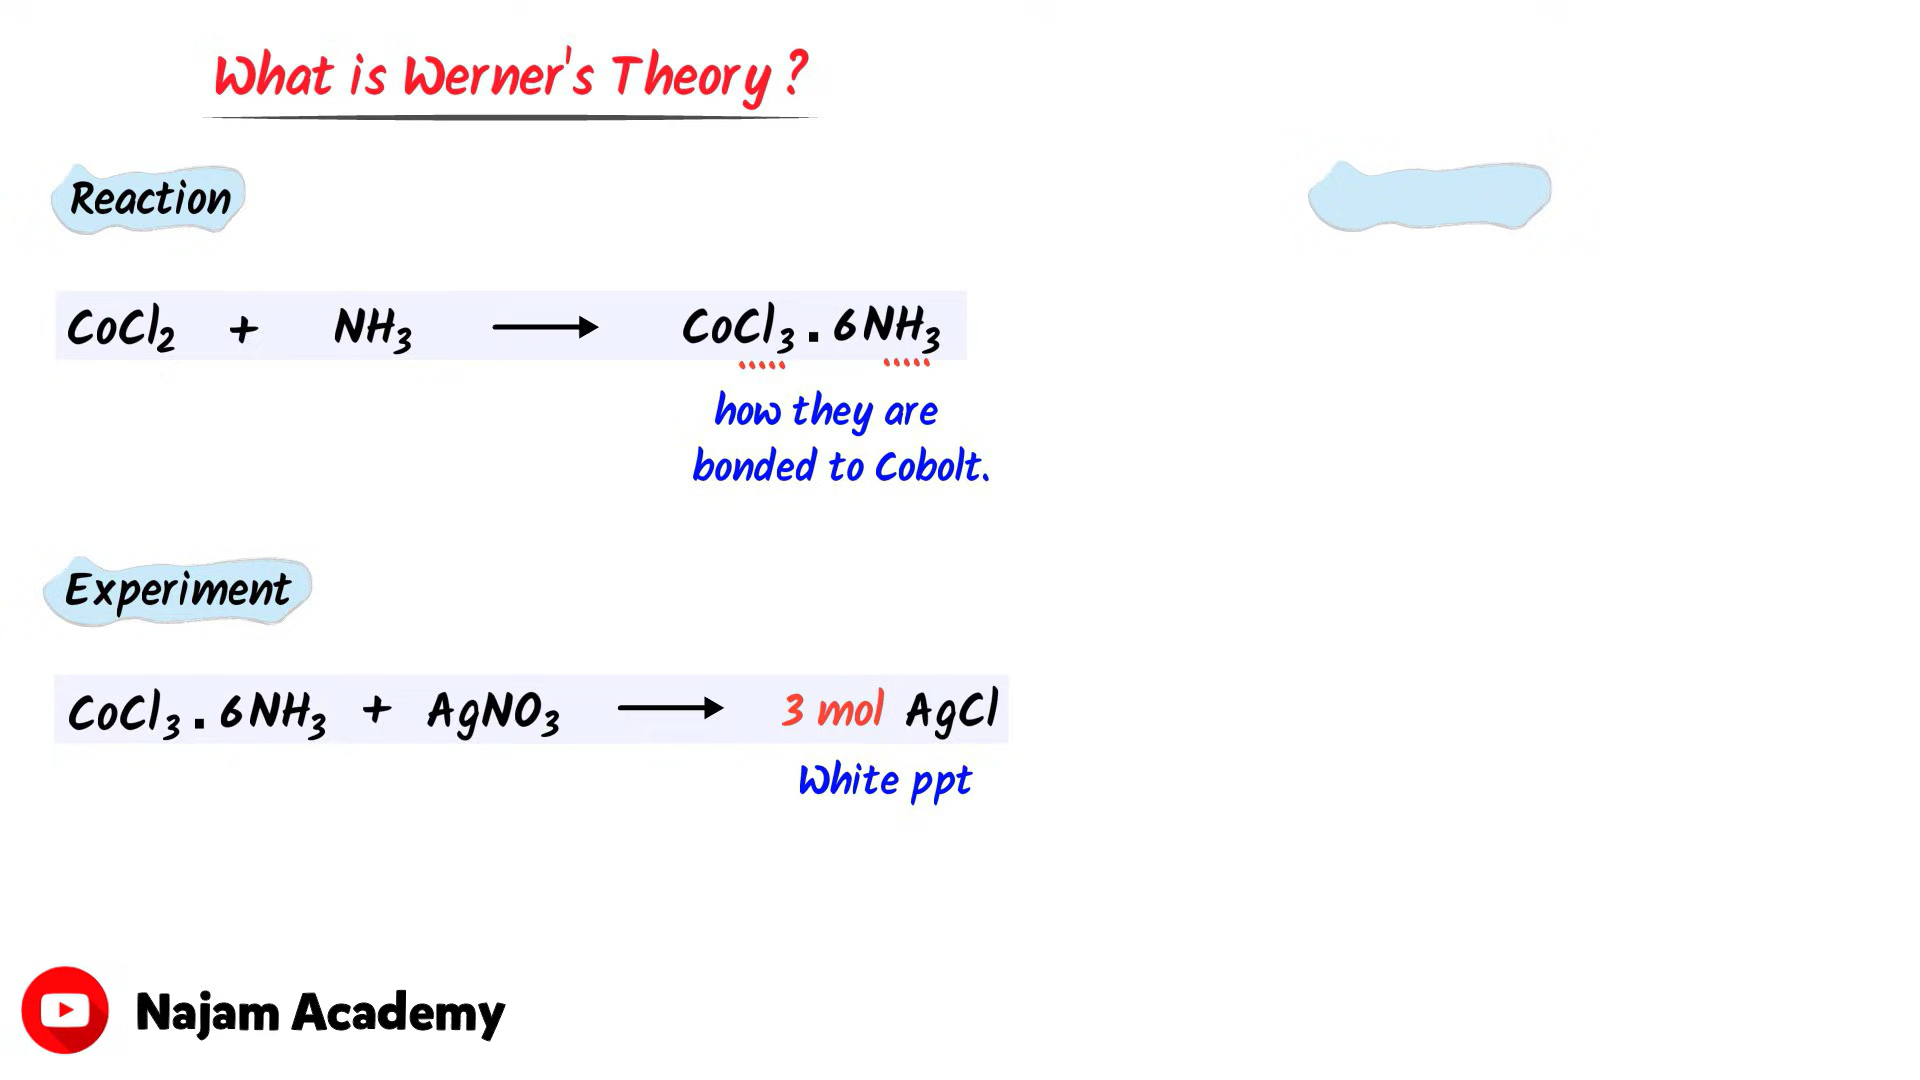 What is Werner's Theory ?
Reaction
CoCl₂ + NH₃ ⟶ CoCl₃ . 6NH₃
how they are
bonded to Cobolt.
Experiment
CoCl₃ . 6NH₃ + AgNO₃ ⟶ 3 mol AgCl
White ppt
Najam Academy